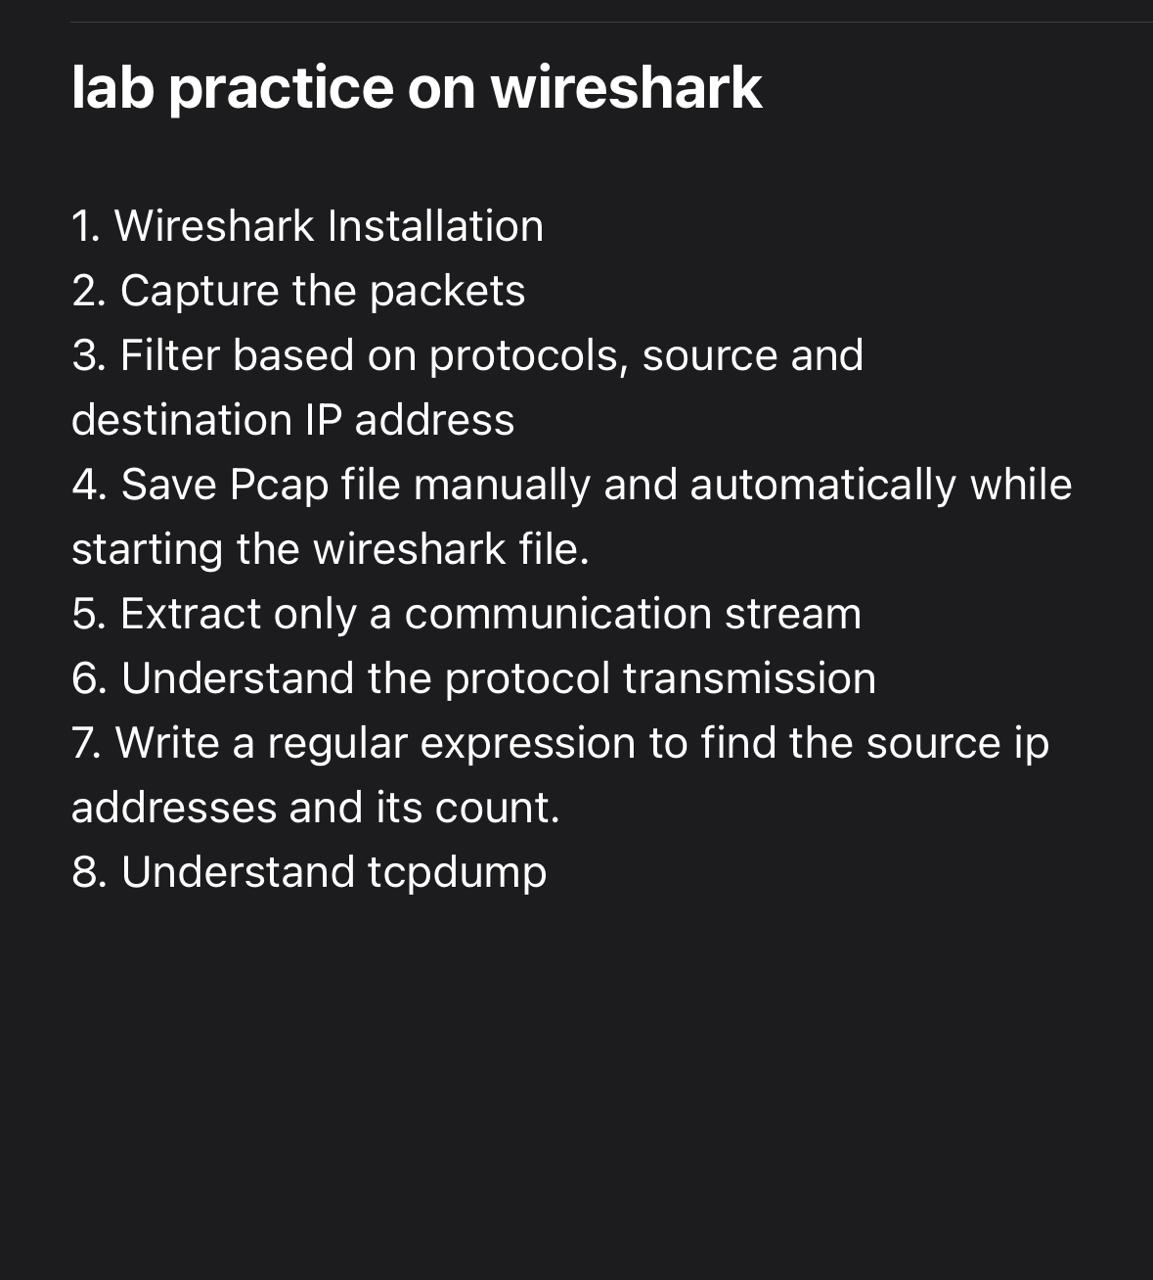 lab practice on wireshark
1. Wireshark Installation
2. Capture the packets
3. Filter based on protocols, source and
destination IP address
4. Save Pcap file manually and automatically while
starting the wireshark file.
5. Extract only a communication stream
6. Understand the protocol transmission
7. Write a regular expression to find the source ip
addresses and its count.
8. Understand tcpdump